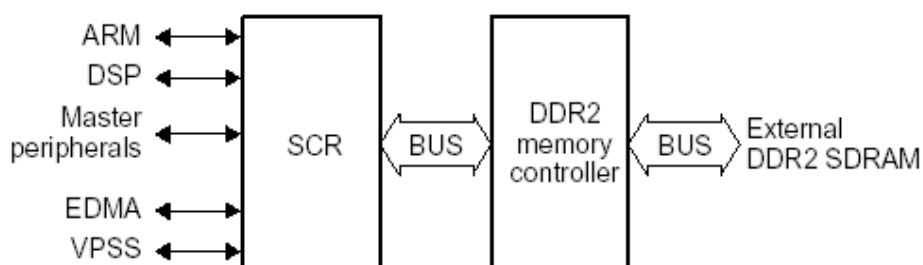 ARM
DSP
Master
peripherals
EDMA
VPSS
SCR
BUS
DDR2
memory
controller
BUS
External
DDR2 SDRAM